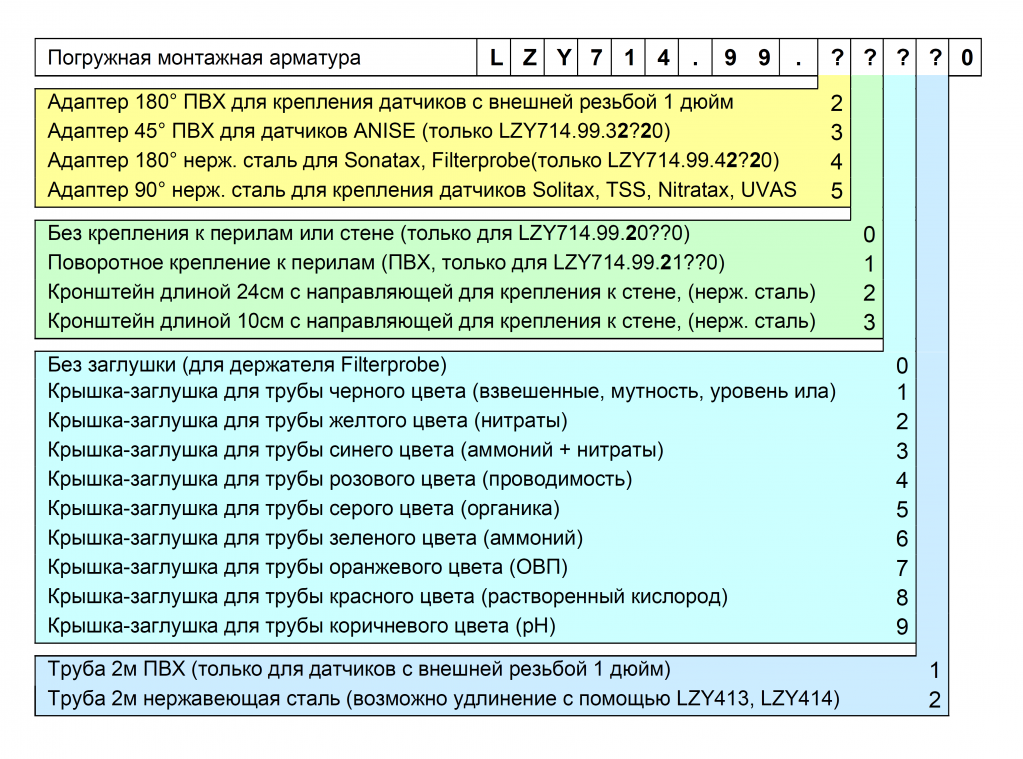 Погружная монтажная арматура L Z Y 7 1 4 . 9 9 . ? ? ? ? 0
Адаптер 180° ПВХ для крепления датчиков с внешней резьбой 1 дюйм 2
Адаптер 45° ПВХ для датчиков ANISE (только LZY714.99.32?20) 3
Адаптер 180° нерж. сталь для Sonatax, Filterprobe(только LZY714.99.42?20) 4
Адаптер 90° нерж. сталь для крепления датчиков Solitax, TSS, Nitratax, UVAS 5
Без крепления к перилам или стене (только для LZY714.99.20??0) 0
Поворотное крепление к перилам (ПВХ, только для LZY714.99.21??0) 1
Кронштейн длиной 24см с направляющей для крепления к стене, (нерж. сталь) 2
Кронштейн длиной 10см с направляющей для крепления к стене, (нерж. сталь) 3
Без заглушки (для держателя Filterprobe) 0
Крышка-заглушка для трубы черного цвета (взвешенные, мутность, уровень ила) 1
Крышка-заглушка для трубы желтого цвета (нитраты) 2
Крышка-заглушка для трубы синего цвета (аммоний + нитраты) 3
Крышка-заглушка для трубы розового цвета (проводимость) 4
Крышка-заглушка для трубы серого цвета (органика) 5
Крышка-заглушка для трубы зеленого цвета (аммоний) 6
Крышка-заглушка для трубы оранжевого цвета (ОВП) 7
Крышка-заглушка для трубы красного цвета (растворенный кислород) 8
Крышка-заглушка для трубы коричневого цвета (pH) 9
Труба 2м ПВХ (только для датчиков с внешней резьбой 1 дюйм) 1
Труба 2м нержавеющая сталь (возможно удлинение с помощью LZY413, LZY414) 2